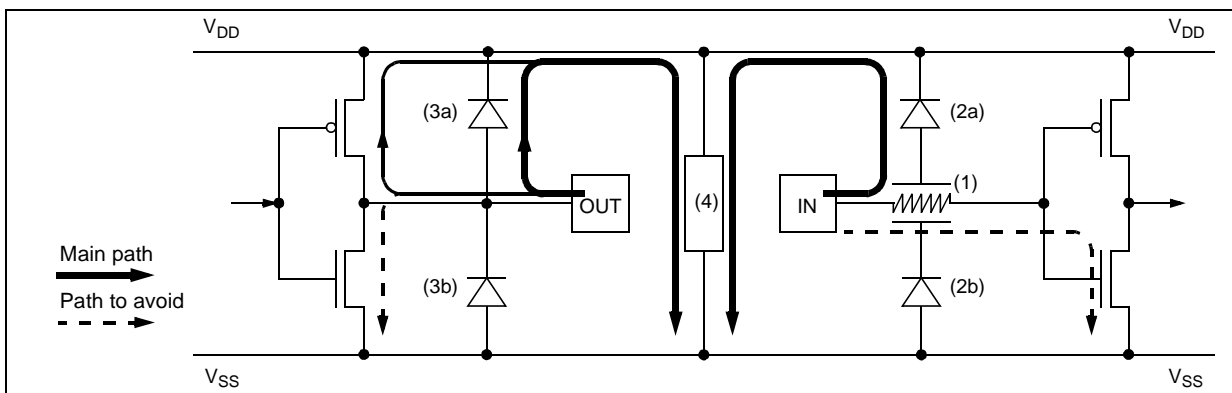 VDD
VDD
(3a)
(2a)
(1)
OUT
(4)
IN
Main path
(3b)
(2b)
Path to avoid
VSS
VSS